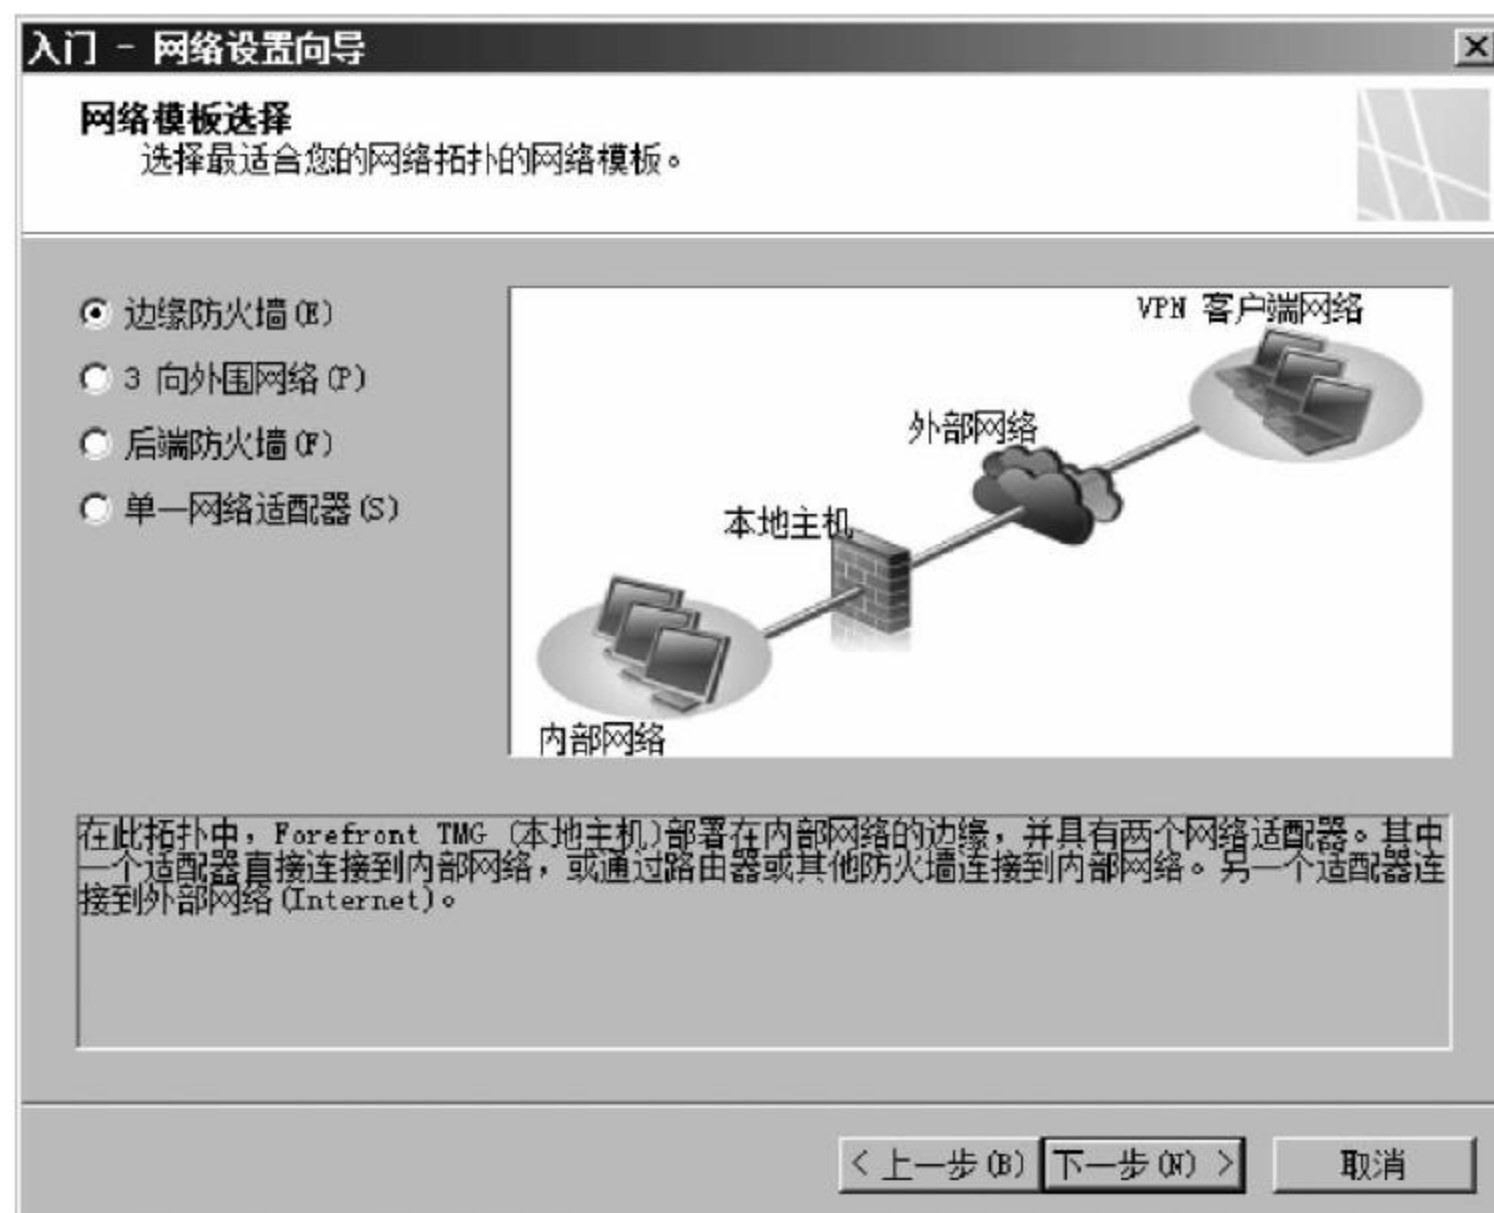 入门 - 网络设置向导
网络模板选择
选择最适合您的网络拓扑的网络模板。
边缘防火墙(E)
3 向外围网络(P)
后端防火墙(F)
单一网络适配器(S)
VPN 客户端网络
外部网络
本地主机
内部网络
在此拓扑中，Forefront TMG (本地主机)部署在内部网络的边缘，并具有两个网络适配器。其中
一个适配器直接连接到内部网络，或通过路由器或其他防火墙连接到内部网络。另一个适配器连
接到外部网络(Internet)。
< 上一步(B)
下一步(N) >
取消